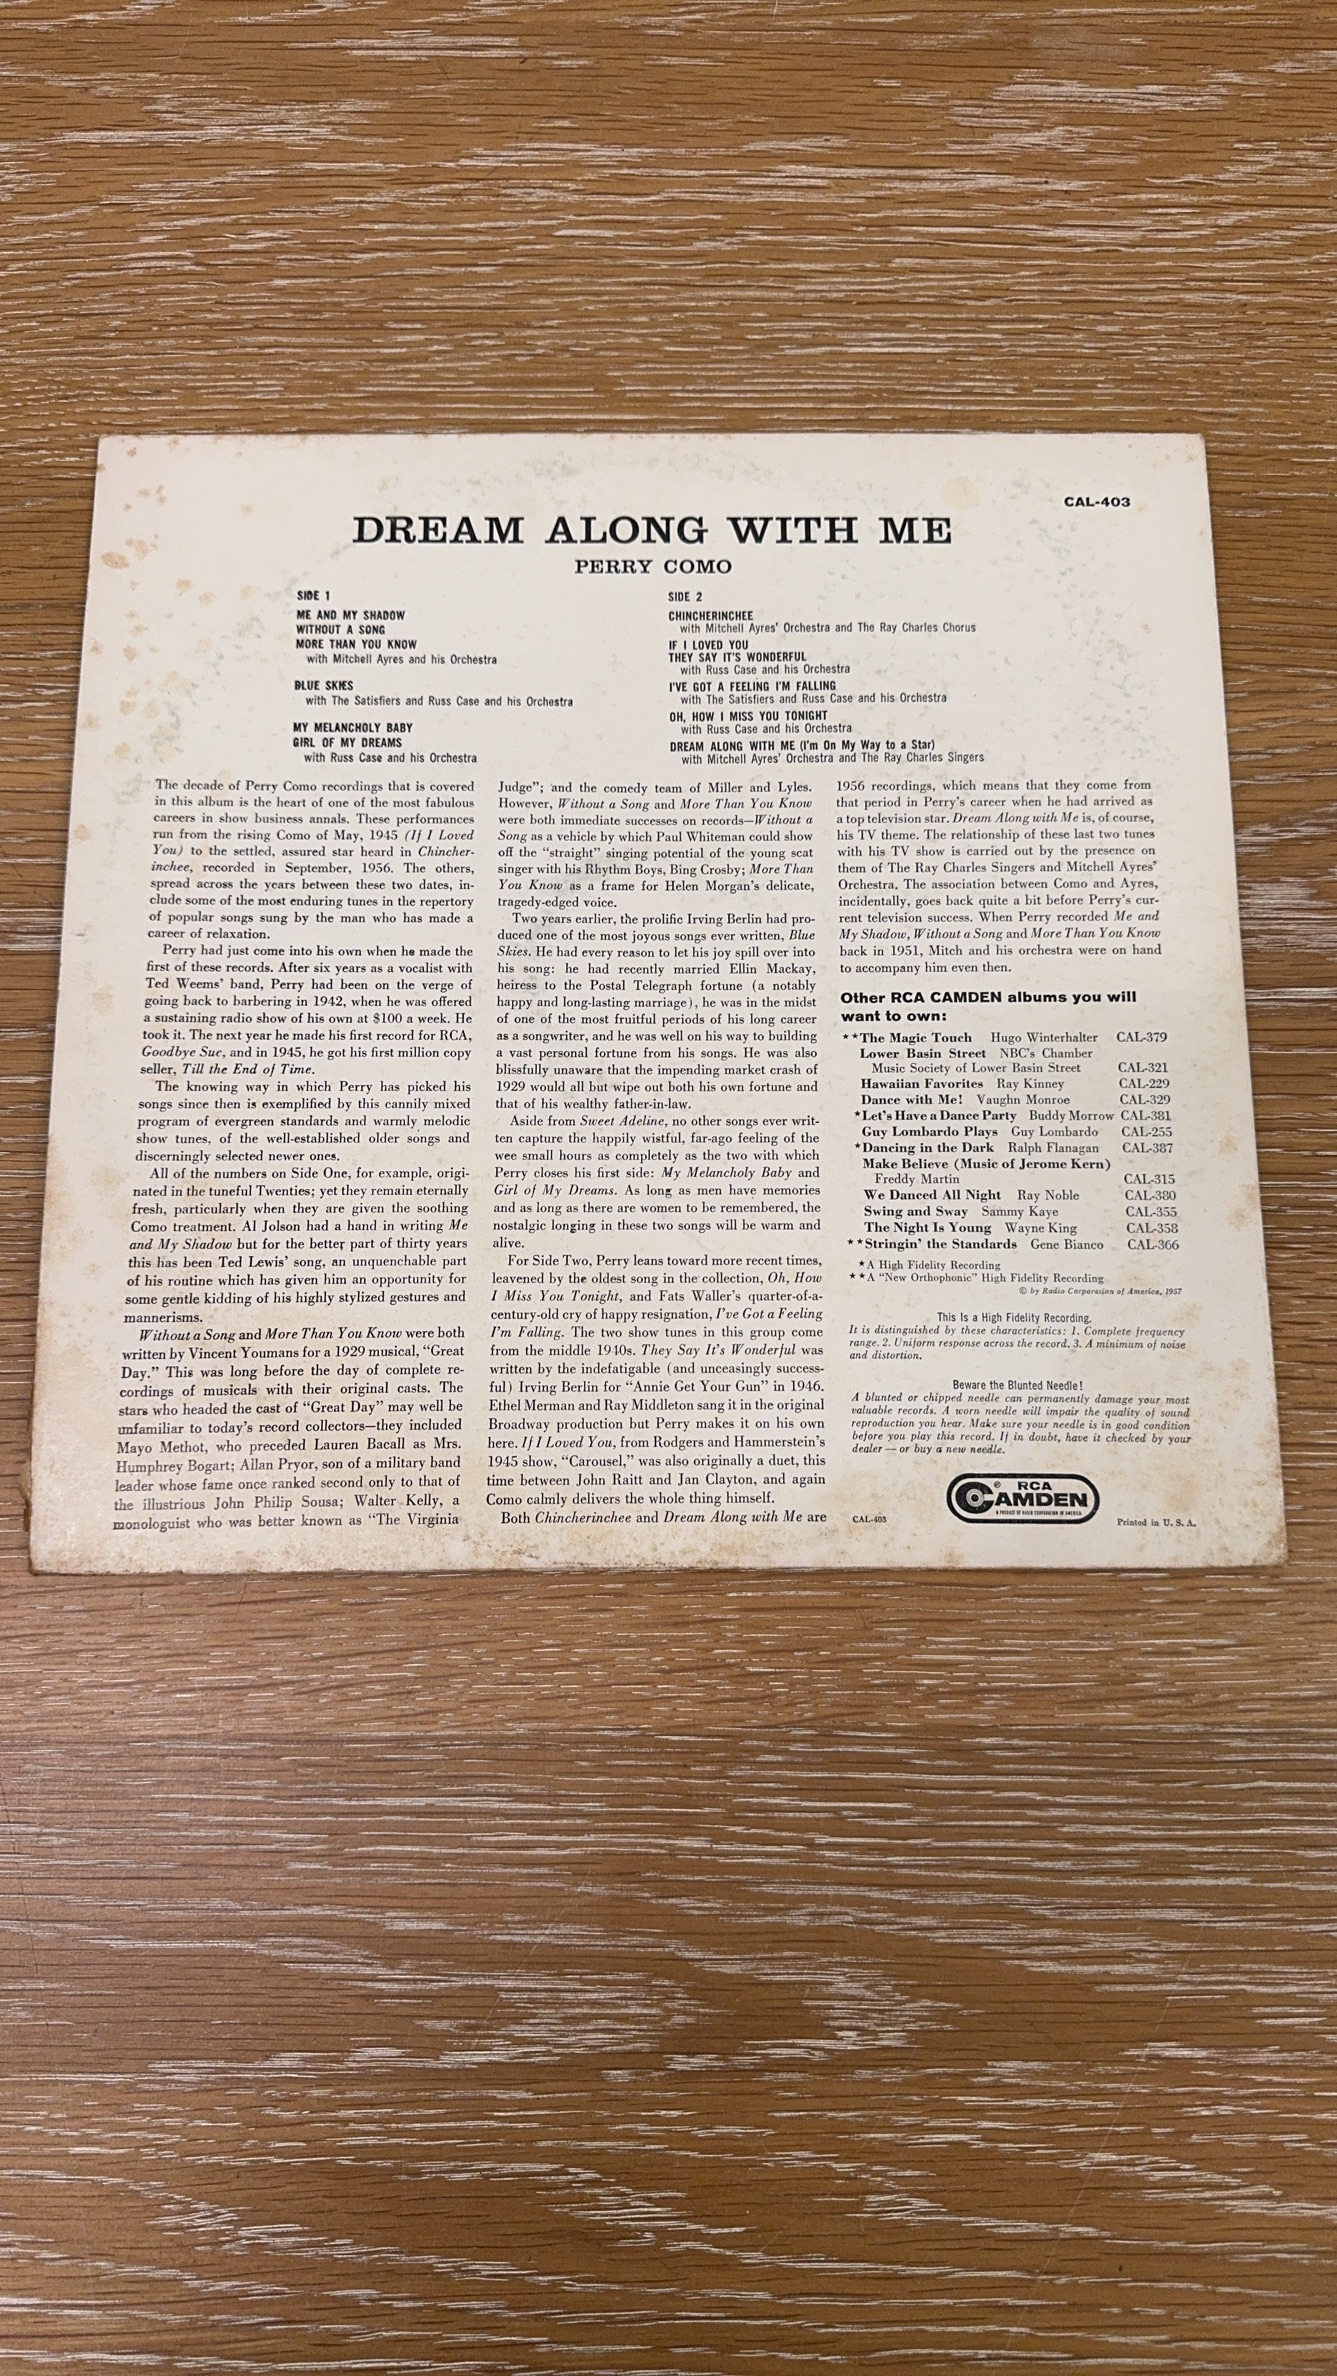 CAL-403
DREAM ALONG WITH ME
PERRY COMO
SIDE 1
ME AND MY SHADOW
WITHOUT A SONG
MORE THAN YOU KNOW
with Mitchell Ayres and his Orchestra
BLUE SKIES
with The Satisfiers and Russ Case and his Orchestra
MY MELANCHOLY BABY
GIRL OF MY DREAMS
with Russ Case and his Orchestra
SIDE 2
CHINCHERINCHEE
with Mitchell Ayres' Orchestra and The Ray Charles Chorus
IF I LOVED YOU
THEY SAY IT'S WONDERFUL
with Russ Case and his Orchestra
I'VE GOT A FEELING I'M FALLING
with The Satisfiers and Russ Case and his Orchestra
OH, HOW I MISS YOU TONIGHT
with Russ Case and his Orchestra
DREAM ALONG WITH ME (I'm On My Way to a Star)
with Mitchell Ayres' Orchestra and The Ray Charles Singers
The decade of Perry Como recordings that is covered
in this album is the heart of one of the most fabulous
careers in show business annals. These performances
run from the rising Como of May, 1945 (If I Loved
You) to the settled, assured star heard in Chincher-
inchee, recorded in September, 1956. The others,
spread across the years between these two dates, in-
clude some of the most enduring tunes in the repertory
of popular songs sung by the man who has made a
career of relaxation.
Perry had just come into his own when he made the
first of these records. After six years as a vocalist with
Ted Weems' band, Perry had been on the verge of
going back to barbering in 1942, when he was offered
a sustaining radio show of his own at $100 a week. He
took it. The next year he made his first record for RCA,
Goodbye Sue, and in 1945, he got his first million copy
seller, Till the End of Time.
The knowing way in which Perry has picked his
songs since then is exemplified by this cannily mixed
program of evergreen standards and warmly melodic
show tunes, of the well-established older songs and
discerningly selected newer ones.
All of the numbers on Side One, for example, origi-
nated in the tuneful Twenties; yet they remain eternally
fresh, particularly when they are given the soothing
Como treatment. Al Jolson had a hand in writing Me
and My Shadow but for the better part of thirty years
this has been Ted Lewis' song, an unquenchable part
of his routine which has given him an opportunity for
some gentle kidding of his highly stylized gestures and
mannerisms.
Without a Song and More Than You Know were both
written by Vincent Youmans for a 1929 musical, "Great
Day." This was long before the day of complete re-
cordings of musicals with their original casts. The
stars who headed the cast of "Great Day" may well be
unfamiliar to today's record collectors—they included
Mayo Methot, who preceded Lauren Bacall as Mrs.
Humphrey Bogart; Allan Pryor, son of a military band
leader whose fame once ranked second only to that of
the illustrious John Philip Sousa; Walter Kelly, a
monologuist who was better known as "The Virginia
Judge"; and the comedy team of Miller and Lyles.
However, Without a Song and More Than You Know
were both immediate successes on records—Without a
Song as a vehicle by which Paul Whiteman could show
off the "straight" singing potential of the young scat
singer with his Rhythm Boys, Bing Crosby; More Than
You Know as a frame for Helen Morgan's delicate,
tragedy-edged voice.
Two years earlier, the prolific Irving Berlin had pro-
duced one of the most joyous songs ever written, Blue
Skies. He had every reason to let his joy spill over into
his song: he had recently married Ellin Mackay,
heiress to the Postal Telegraph fortune (a notably
happy and long-lasting marriage), he was in the midst
of one of the most fruitful periods of his long career
as a songwriter, and he was well on his way to building
a vast personal fortune from his songs. He was also
blissfully unaware that the impending market crash of
1929 would all but wipe out both his own fortune and
that of his wealthy father-in-law.
Aside from Sweet Adeline, no other songs ever writ-
ten capture the happily wistful, far-ago feeling of the
wee small hours as completely as the two with which
Perry closes his first side: My Melancholy Baby and
Girl of My Dreams. As long as men have memories
and as long as there are women to be remembered, the
nostalgic longing in these two songs will be warm and
alive.
For Side Two, Perry leans toward more recent times,
leavened by the oldest song in the collection, Oh, How
I Miss You Tonight, and Fats Waller's quarter-of-a-
century-old cry of happy resignation, I've Got a Feeling
I'm Falling. The two show tunes in this group come
from the middle 1940s. They Say It's Wonderful was
written by the indefatigable (and unceasingly success-
ful) Irving Berlin for "Annie Get Your Gun" in 1946.
Ethel Merman and Ray Middleton sang it in the original
Broadway production but Perry makes it on his own
here. If I Loved You, from Rodgers and Hammerstein's
1945 show, "Carousel," was also originally a duet, this
time between John Raitt and Jan Clayton, and again
Como calmly delivers the whole thing himself.
Both Chincherinchee and Dream Along with Me are
1956 recordings, which means that they come from
that period in Perry's career when he had arrived as
a top television star. Dream Along with Me is, of course,
his TV theme. The relationship of these last two tunes
with his TV show is carried out by the presence on
them of The Ray Charles Singers and Mitchell Ayres'
Orchestra. The association between Como and Ayres,
incidentally, goes back quite a bit before Perry's cur-
rent television success. When Perry recorded Me and
My Shadow, Without a Song and More Than You Know
back in 1951, Mitch and his orchestra were on hand
to accompany him even then.
Other RCA CAMDEN albums you will
want to own:
★★The Magic Touch Hugo Winterhalter CAL-379
Lower Basin Street NBC's Chamber
Music Society of Lower Basin Street CAL-321
Hawaiian Favorites Ray Kinney CAL-229
Dance with Me! Vaughn Monroe CAL-329
★Let's Have a Dance Party Buddy Morrow CAL-381
Guy Lombardo Plays Guy Lombardo CAL-255
★Dancing in the Dark Ralph Flanagan CAL-387
Make Believe (Music of Jerome Kern)
Freddy Martin CAL-315
We Danced All Night Ray Noble CAL-380
Swing and Sway Sammy Kaye CAL-355
The Night Is Young Wayne King CAL-358
★★Stringin' the Standards Gene Bianco CAL-366
★A High Fidelity Recording
★★A "New Orthophonic" High Fidelity Recording
© by Radio Corporation of America, 1957
This Is a High Fidelity Recording.
It is distinguished by these characteristics: 1. Complete frequency
range. 2. Uniform response across the record. 3. A minimum of noise
and distortion.
Beware the Blunted Needle!
A blunted or chipped needle can permanently damage your most
valuable records. A worn needle will impair the quality of sound
reproduction you hear. Make sure your needle is in good condition
before you play this record. If in doubt, have it checked by your
dealer — or buy a new needle.
® RCA
CAMDEN
A PRODUCT OF RADIO CORPORATION OF AMERICA
CAL-403
Printed in U. S. A.